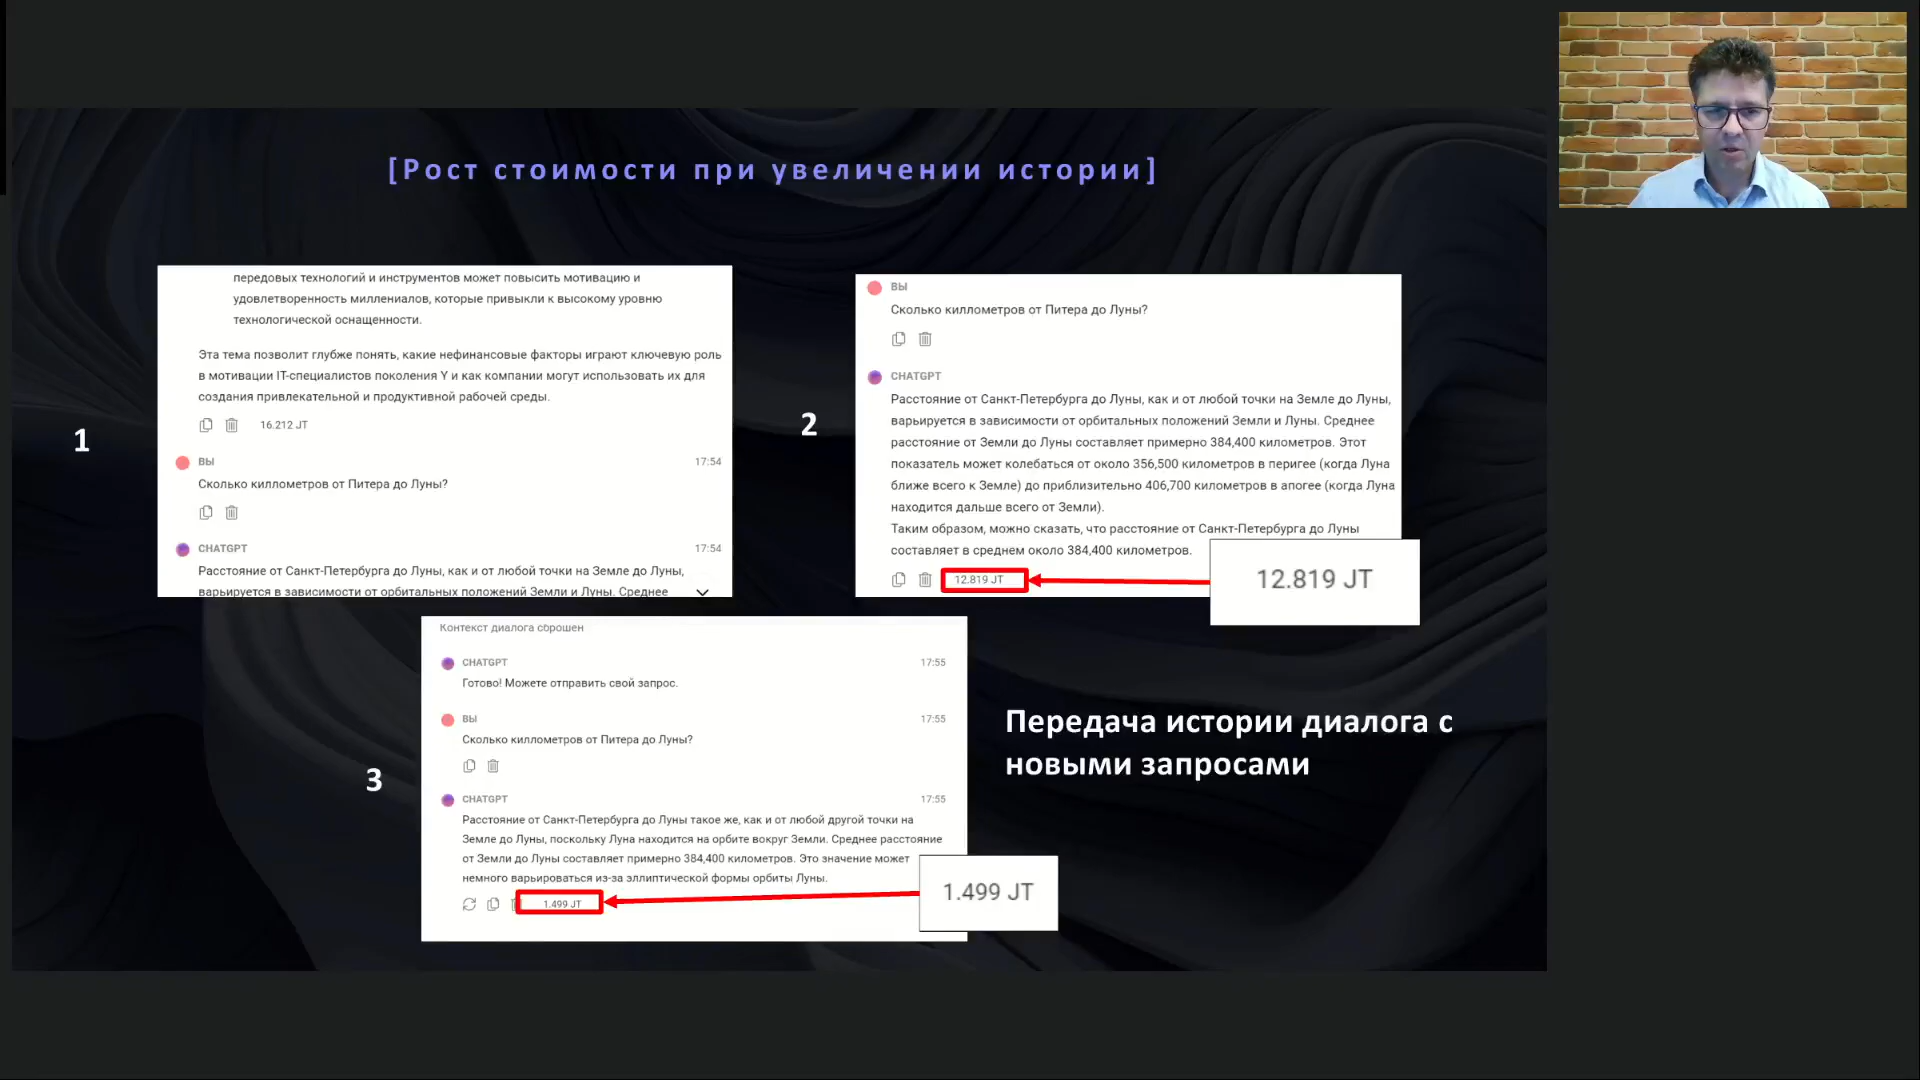 [Рост стоимости при увеличении истории]
1
передовых технологий и инструментов может повысить мотивацию и
удовлетворенность миллениалов, которые привыкли к высокому уровню
технологической оснащенности.
Эта тема позволит глубже понять, какие нефинансовые факторы играют ключевую роль
в мотивации IT-специалистов поколения Y и как компании могут использовать их для
создания привлекательной и продуктивной рабочей среды.
16.212 JT
ВЫ 17:54
Сколько киллометров от Питера до Луны?
CHATGPT 17:54
Расстояние от Санкт-Петербурга до Луны, как и от любой точки на Земле до Луны,
варьируется в зависимости от орбитальных положений Земли и Луны. Среднее
2
ВЫ
Сколько киллометров от Питера до Луны?
CHATGPT
Расстояние от Санкт-Петербурга до Луны, как и от любой точки на Земле до Луны,
варьируется в зависимости от орбитальных положений Земли и Луны. Среднее
расстояние от Земли до Луны составляет примерно 384,400 километров. Этот
показатель может колебаться от около 356,500 километров в перигее (когда Луна
ближе всего к Земле) до приблизительно 406,700 километров в апогее (когда Луна
находится дальше всего от Земли).
Таким образом, можно сказать, что расстояние от Санкт-Петербурга до Луны
составляет в среднем около 384,400 километров.
12.819 JT
12.819 JT
3
Контекст диалога сброшен
CHATGPT 17:55
Готово! Можете отправить свой запрос.
ВЫ 17:55
Сколько киллометров от Питера до Луны?
CHATGPT 17:55
Расстояние от Санкт-Петербурга до Луны такое же, как и от любой другой точки на
Земле до Луны, поскольку Луна находится на орбите вокруг Земли. Среднее расстояние
от Земли до Луны составляет примерно 384,400 километров. Это значение может
немного варьироваться из-за эллиптической формы орбиты Луны.
1.499 JT
1.499 JT
Передача истории диалога с
новыми запросами